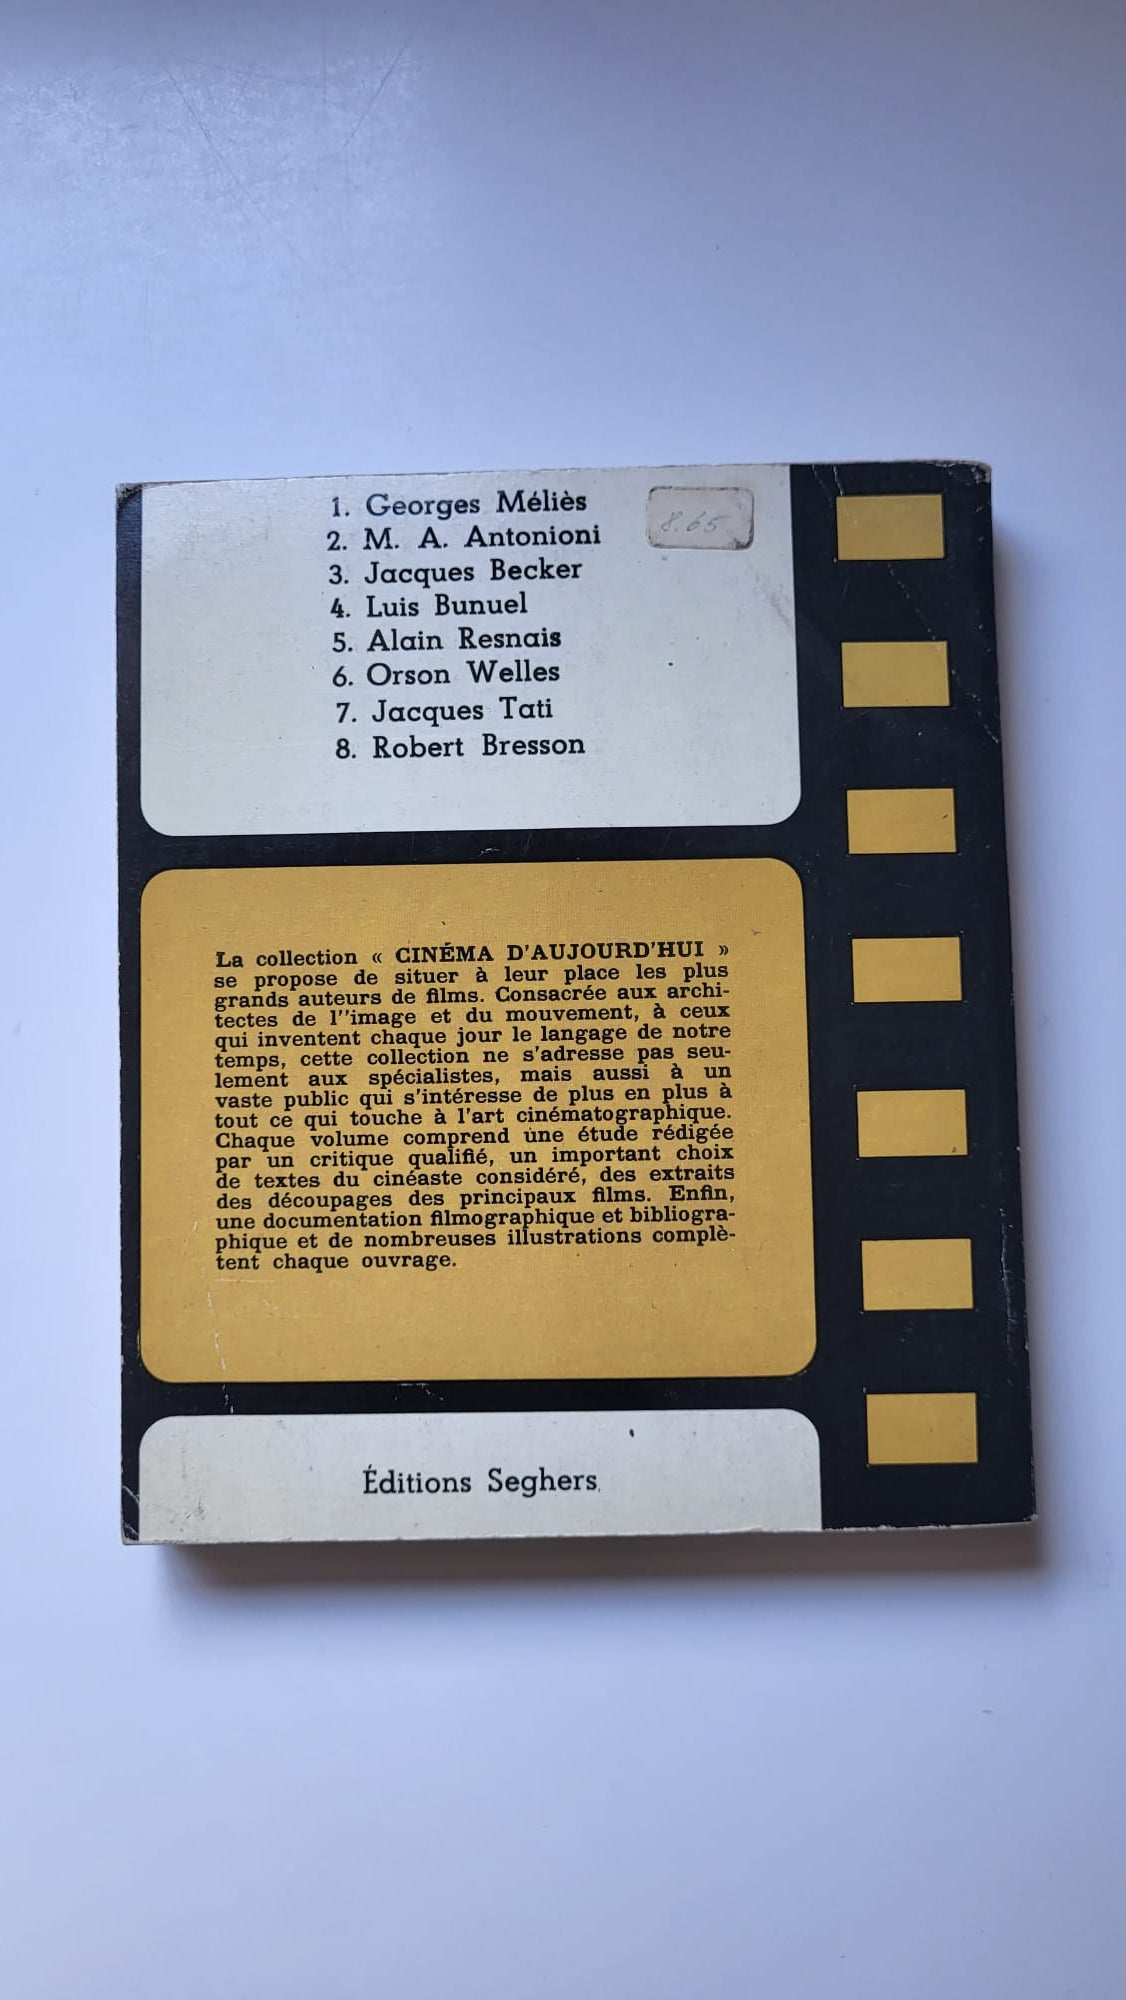 1. Georges Méliès
8.65
2. M. A. Antonioni
3. Jacques Becker
4. Luis Bunuel
5. Alain Resnais
6. Orson Welles
7. Jacques Tati
8. Robert Bresson
La collection « CINÉMA D'AUJOURD'HUI »
se propose de situer à leur place les plus
grands auteurs de films. Consacrée aux archi-
tectes de l''image et du mouvement, à ceux
qui inventent chaque jour le langage de notre
temps, cette collection ne s'adresse pas seu-
lement aux spécialistes, mais aussi à un
vaste public qui s'intéresse de plus en plus à
tout ce qui touche à l'art cinématographique.
Chaque volume comprend une étude rédigée
par un critique qualifié, un important choix
de textes du cinéaste considéré, des extraits
des découpages des principaux films. Enfin,
une documentation filmographique et bibliogra-
phique et de nombreuses illustrations complè-
tent chaque ouvrage.
Éditions Seghers